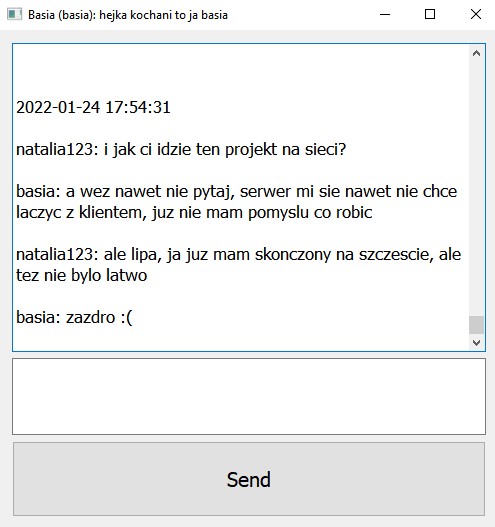 Basia (basia): hejka kochani to ja basia
2022-01-24 17:54:31
natalia123: i jak ci idzie ten projekt na sieci?
basia: a wez nawet nie pytaj, serwer mi sie nawet nie chce
laczyc z klientem, juz nie mam pomyslu co robic
natalia123: ale lipa, ja juz mam skonczony na szczescie, ale
tez nie bylo latwo
basia: zazdro :(
Send